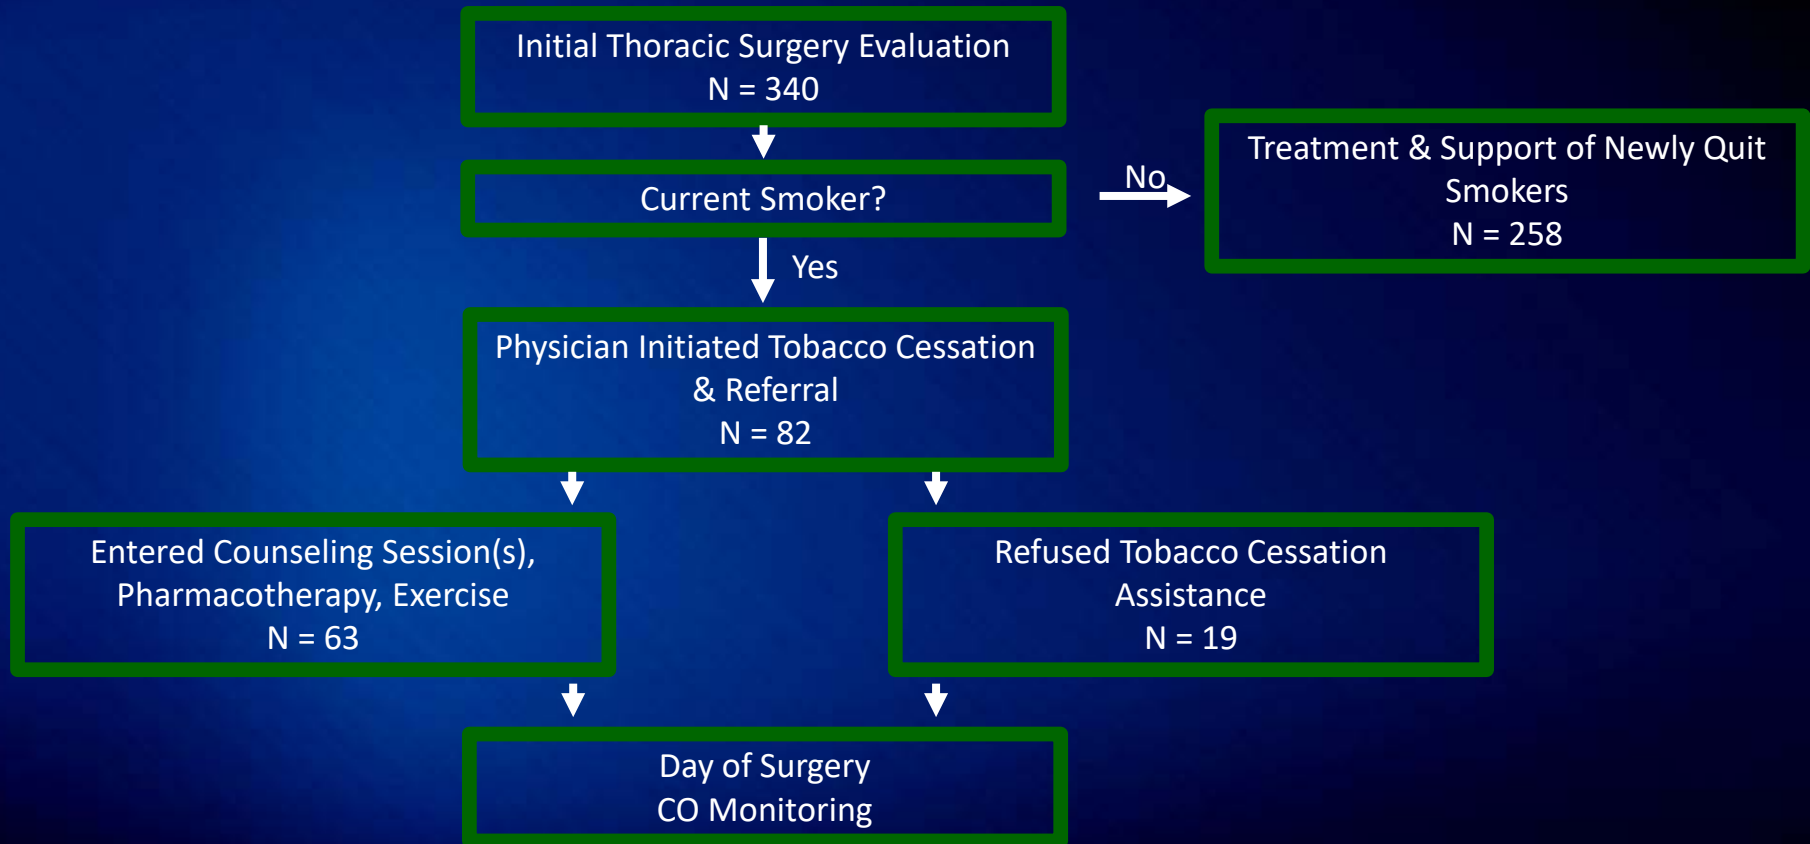 Initial Thoracic Surgery Evaluation
N = 340
Current Smoker?
No
Treatment & Support of Newly Quit
Smokers
N = 258
Yes
Physician Initiated Tobacco Cessation
& Referral
N = 82
Entered Counseling Session(s),
Pharmacotherapy, Exercise
N = 63
Refused Tobacco Cessation
Assistance
N = 19
Day of Surgery
CO Monitoring